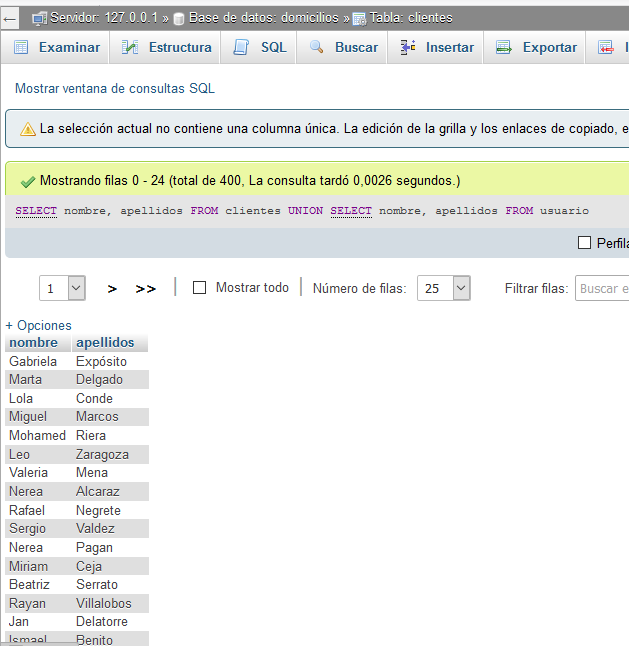 Servidor: 127.0.0.1 » Base de datos: domicilios » Tabla: clientes
Examinar Estructura SQL Buscar Insertar Exportar
Mostrar ventana de consultas SQL
La selección actual no contiene una columna única. La edición de la grilla y los enlaces de copiado, e
Mostrando filas 0 - 24 (total de 400, La consulta tardó 0,0026 segundos.)
SELECT nombre, apellidos FROM clientes UNION SELECT nombre, apellidos FROM usuario
Perfila
1 > >> | Mostrar todo | Número de filas: 25 Filtrar filas: Buscar e
+ Opciones
nombre apellidos
Gabriela Expósito
Marta Delgado
Lola Conde
Miguel Marcos
Mohamed Riera
Leo Zaragoza
Valeria Mena
Nerea Alcaraz
Rafael Negrete
Sergio Valdez
Nerea Pagan
Miriam Ceja
Beatriz Serrato
Rayan Villalobos
Jan Delatorre
Ismael Benito